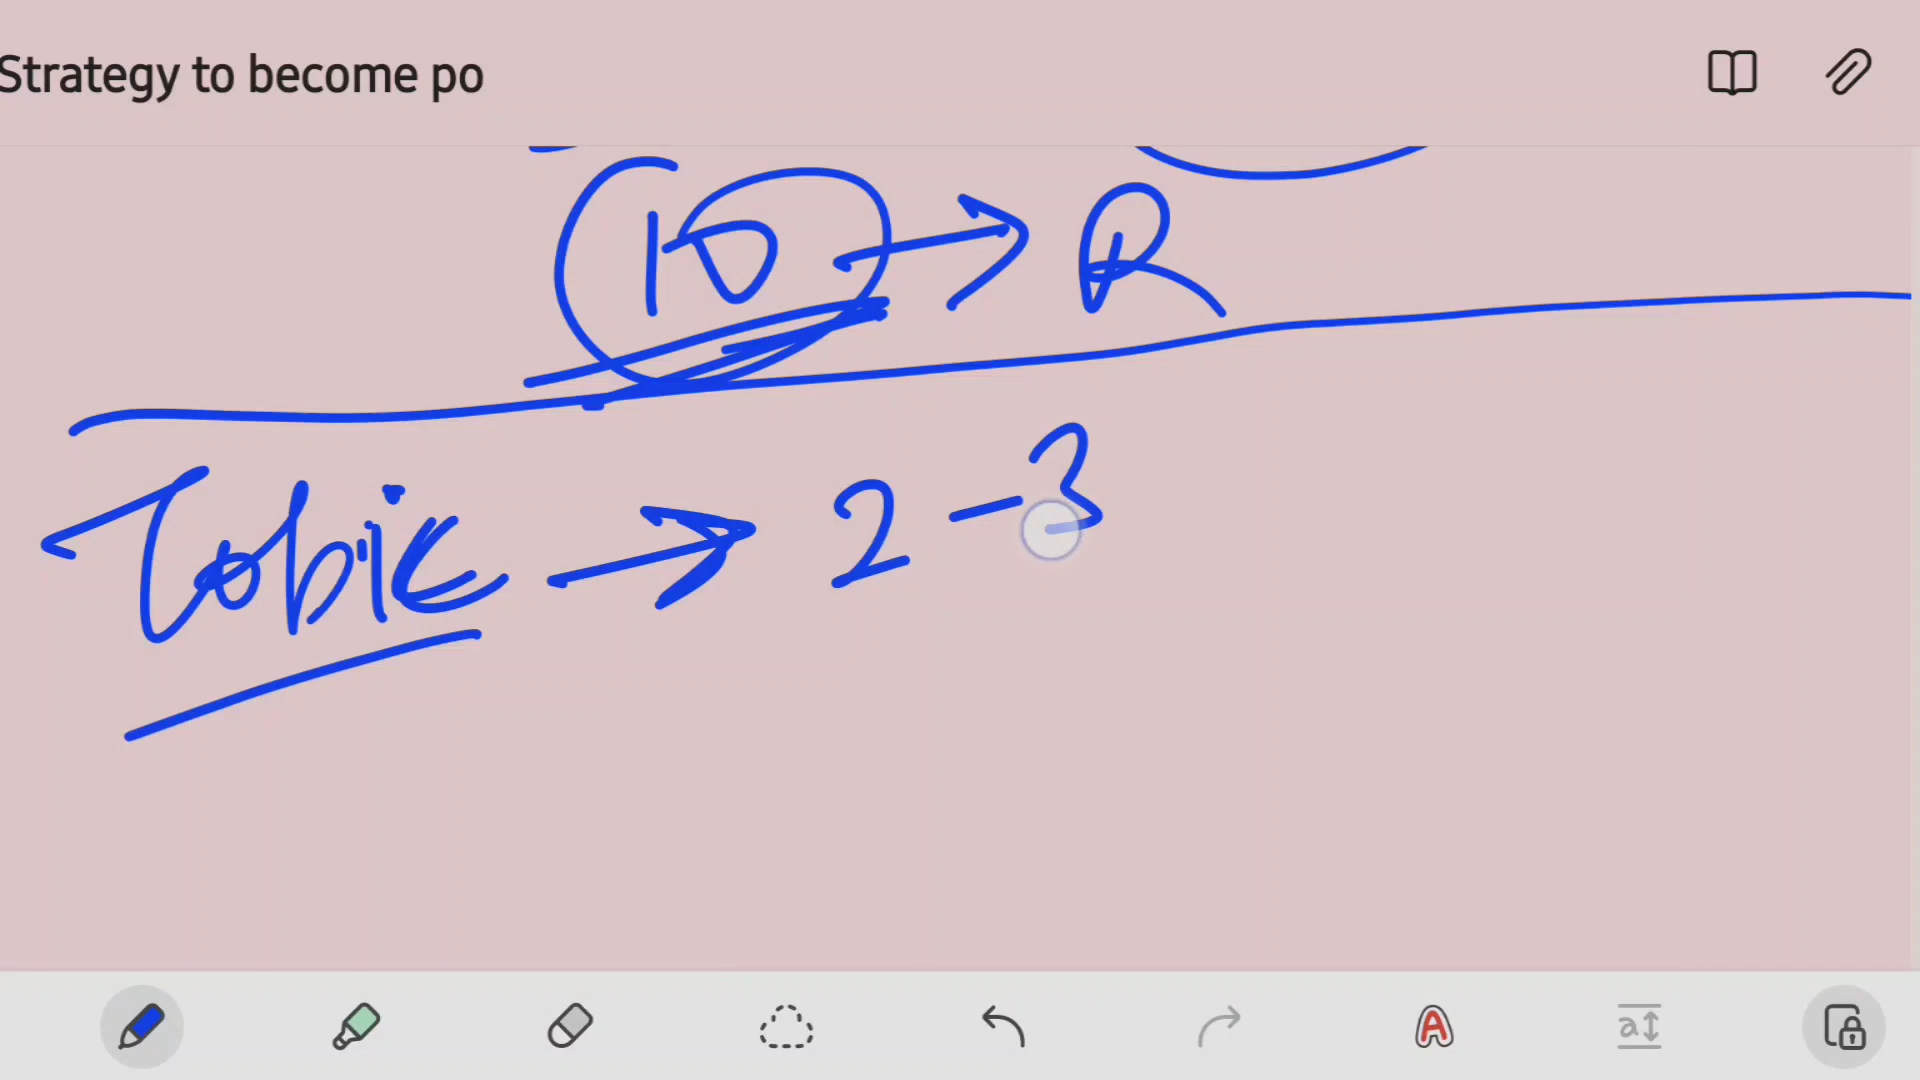 Strategy to become po
10 → R
Tobic → 2 - 3